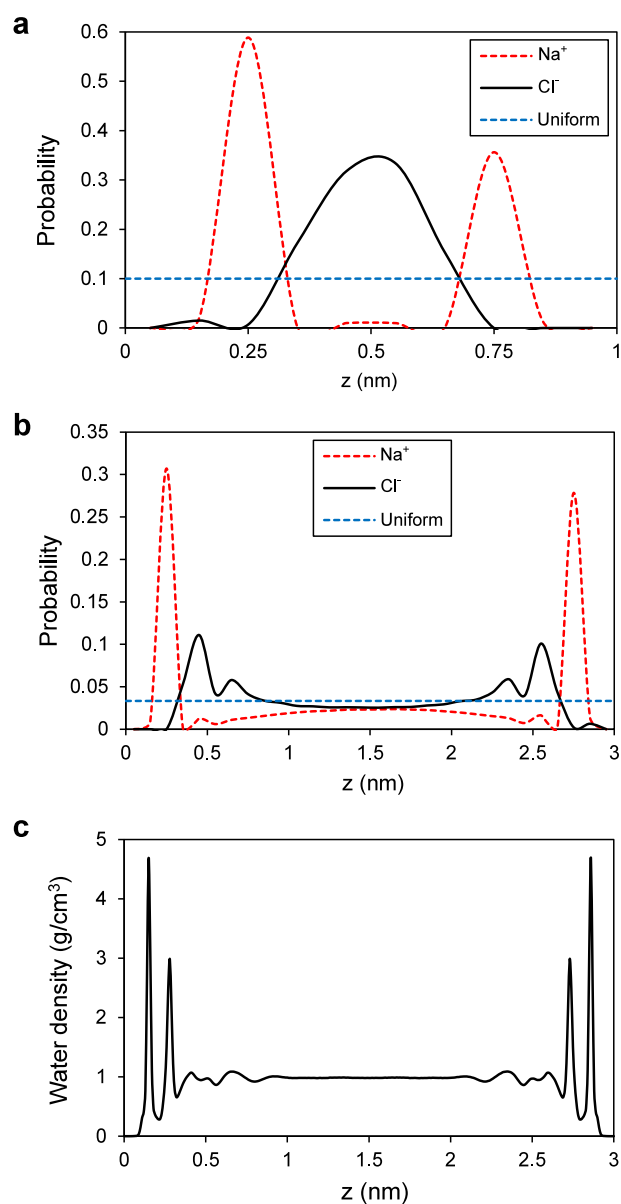 a
0.6
0.5
0.4
0.3
0.2
0.1
0
Probability
Na⁺
Cl⁻
Uniform
0
0.25
0.5
0.75
1
z (nm)
b
0.35
0.3
0.25
0.2
0.15
0.1
0.05
0
Probability
Na⁺
Cl⁻
Uniform
0
0.5
1
1.5
2
2.5
3
z (nm)
c
5
4
3
2
1
0
Water density (g/cm³)
0
0.5
1
1.5
2
2.5
3
z (nm)